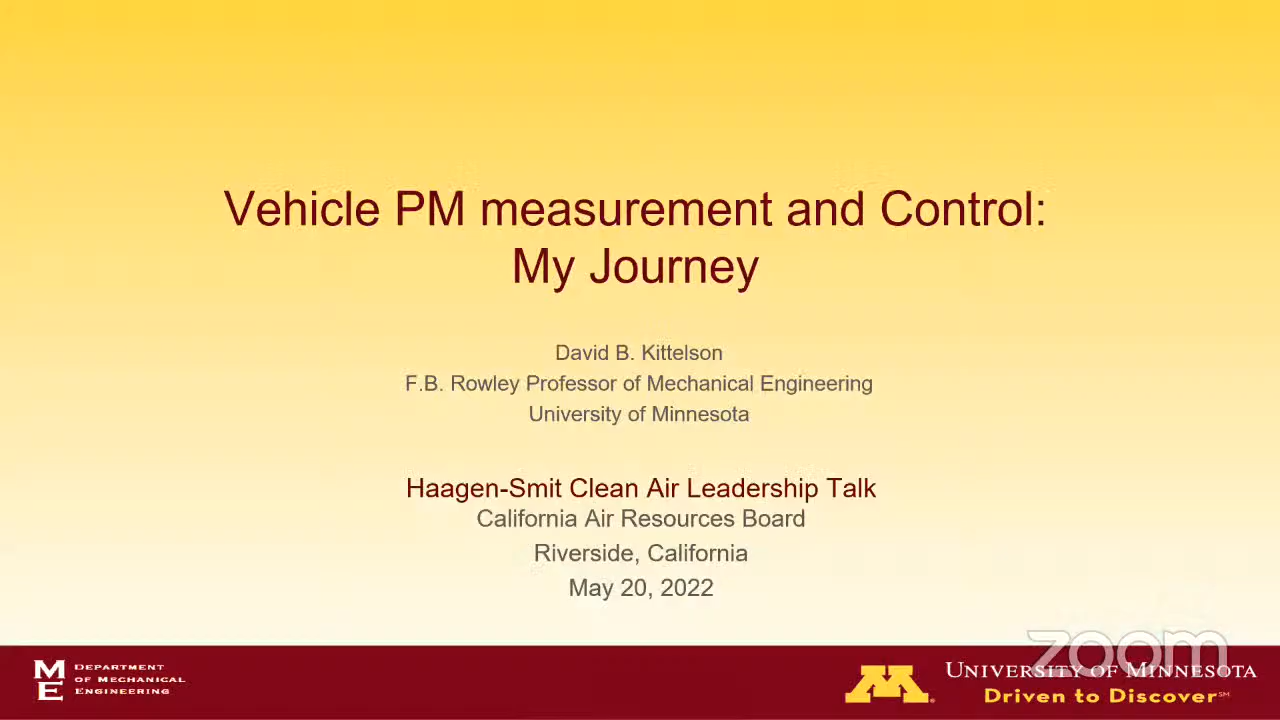 Vehicle PM measurement and Control:
My Journey
David B. Kittelson
F.B. Rowley Professor of Mechanical Engineering
University of Minnesota
Haagen-Smit Clean Air Leadership Talk
California Air Resources Board
Riverside, California
May 20, 2022
zoom
M
E
DEPARTMENT
OF MECHANICAL
ENGINEERING
M
UNIVERSITY OF MINNESOTA
Driven to Discover℠